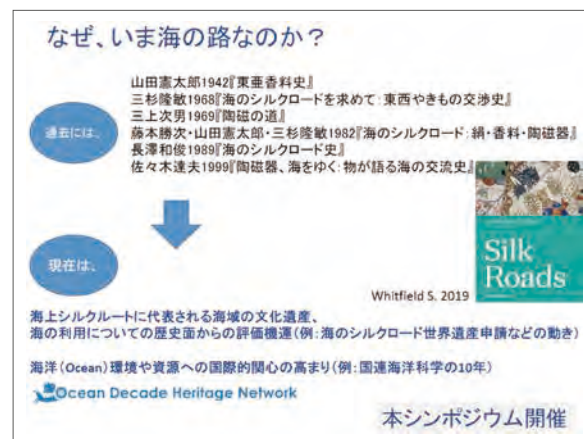 なぜ、いま海の路なのか？
山田憲太郎1942『東亜香料史』
三杉隆敏1968『海のシルクロードを求めて：東西やきもの交渉史』
過去には、
三上次男1969『陶磁の道』
藤本勝次・山田憲太郎・三杉隆敏1982『海のシルクロード：絹・香料・陶磁器』
長澤和俊1989『海のシルクロード史』
佐々木達夫1999『陶磁器、海をゆく：物が語る海の交流史』
現在は、
Silk
Roads
Whitfield S. 2019
海上シルクルートに代表される海域の文化遺産、
海の利用についての歴史面からの評価機運（例：海のシルクロード世界遺産申請などの動き）
海洋（Ocean）環境や資源への国際的関心の高まり（例：国連海洋科学の10年）
Ocean Decade Heritage Network
本シンポジウム開催